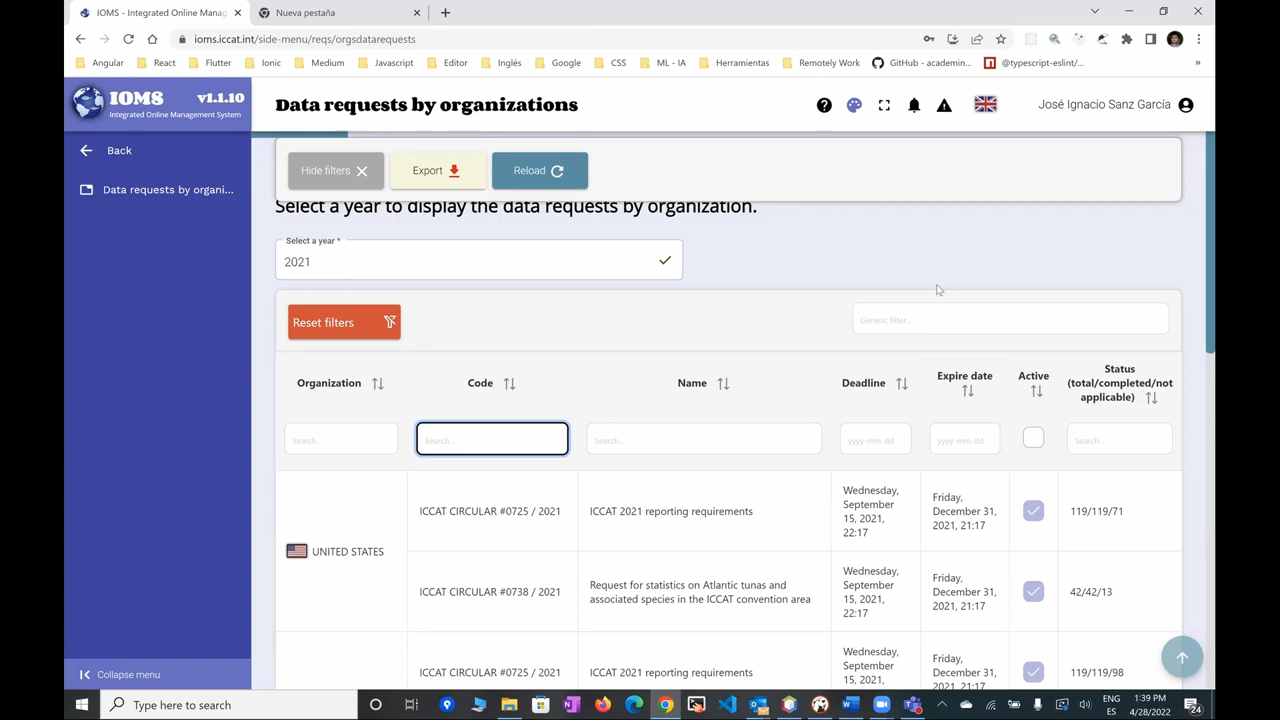 IOMS - Integrated Online Manag
Nueva pestaña
ioms.iccat.int/side-menu/reqs/orgsdatarequests
Angular
React
Flutter
Ionic
Medium
Javascript
Editor
Inglés
Google
CSS
ML - IA
Herramientas
Remotely Work
GitHub - academin...
@typescript-eslint/...
»
IOMS v1.1.10
Integrated Online Management System
Data requests by organizations
José Ignacio Sanz García
Back
Data requests by organi...
Hide filters
Export
Reload
Select a year to display the data requests by organization.
Select a year *
2021
Reset filters
Generic filter...
Organization
Code
Name
Deadline
Expire date
Active
Status
(total/completed/not
applicable)
Search..
Search..
Search..
yyyy-mm-dd
yyyy-mm-dd
Search..
UNITED STATES
ICCAT CIRCULAR #0725 / 2021
ICCAT 2021 reporting requirements
Wednesday,
September
15, 2021,
22:17
Friday,
December 31,
2021, 21:17
119/119/71
ICCAT CIRCULAR #0738 / 2021
Request for statistics on Atlantic tunas and
associated species in the ICCAT convention area
Wednesday,
September
15, 2021,
22:17
Friday,
December 31,
2021, 21:17
42/42/13
ICCAT CIRCULAR #0725 / 2021
ICCAT 2021 reporting requirements
Wednesday,
September
15, 2021,
Friday,
December 31,
2021, 21:17
119/119/98
Collapse menu
Type here to search
ENG
ES
1:39 PM
4/28/2022
24